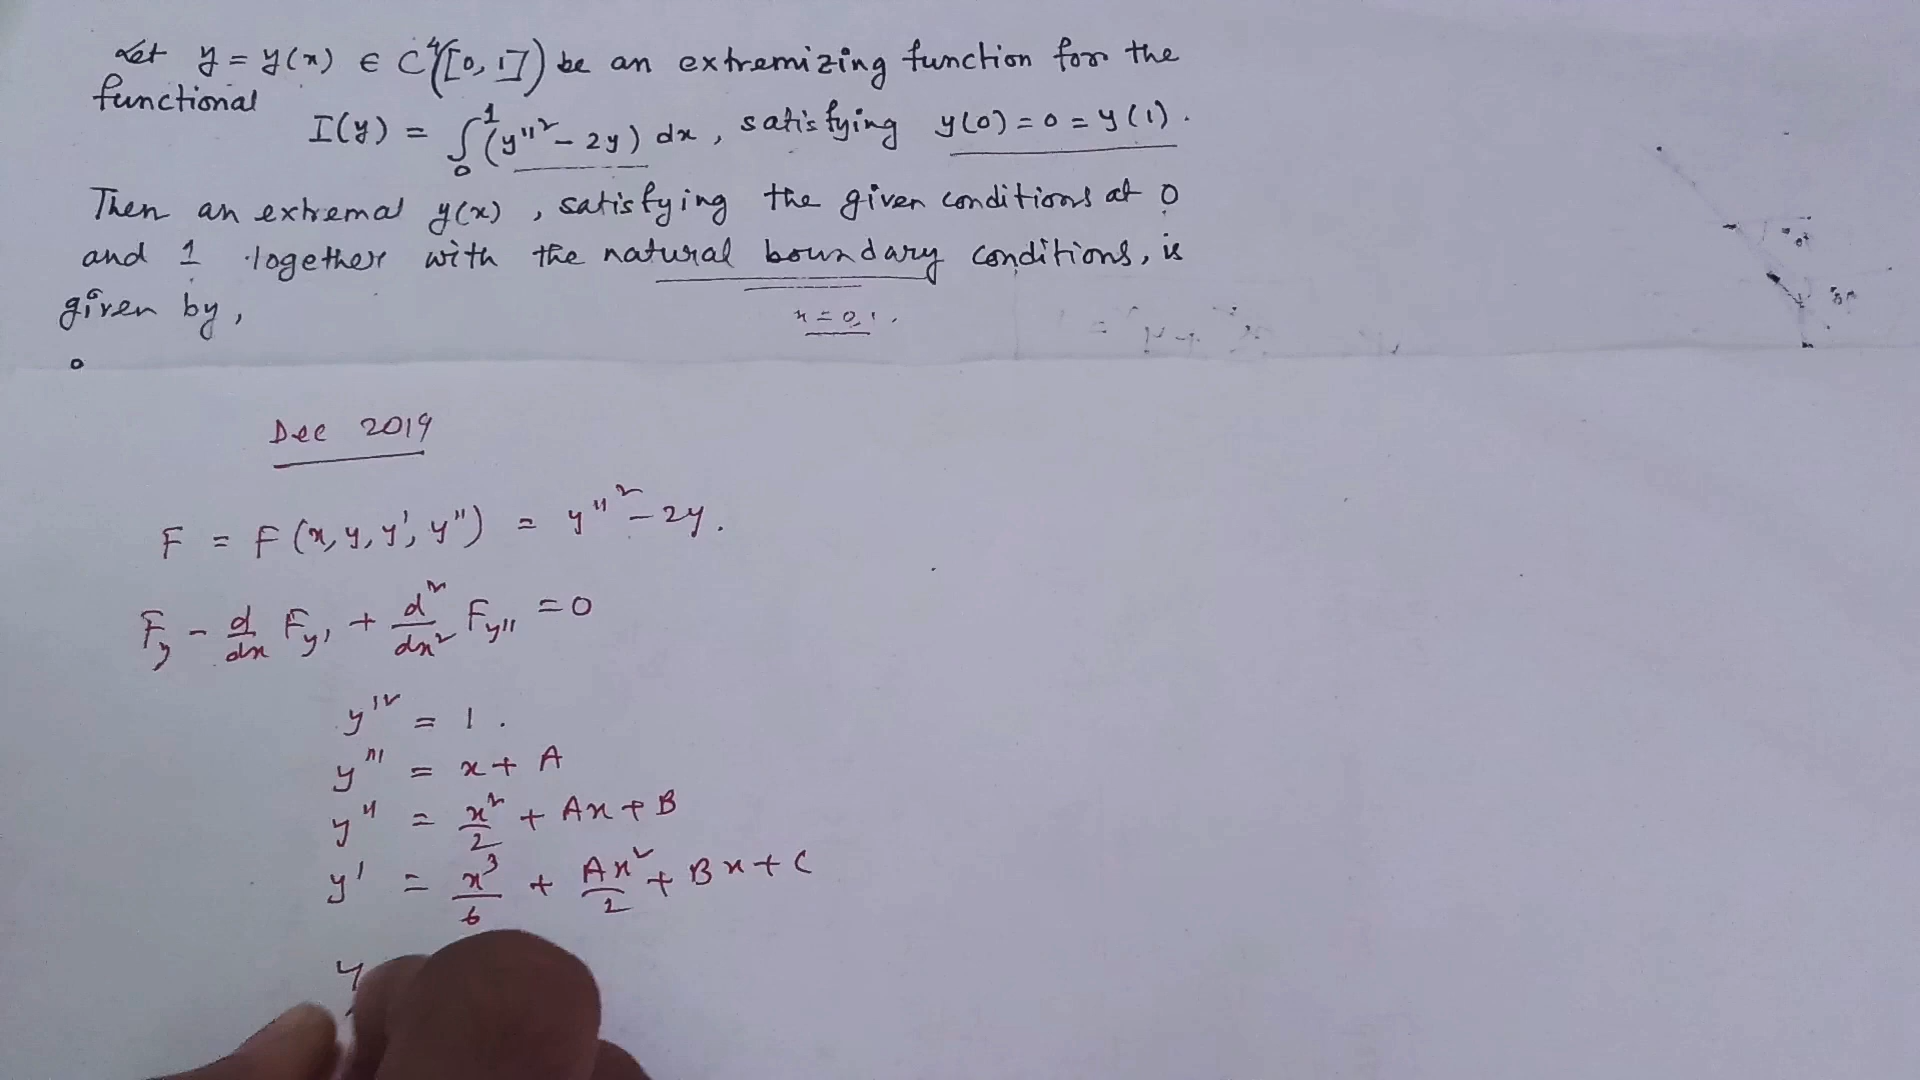 Let y = y(x) ∈ C⁴([0, 1]) be an extremizing function for the
functional
I(y) = ∫₀¹ (y''² - 2y) dx, satisfying y(0) = 0 = y(1).
Then an extremal y(x), satisfying the given conditions at 0
and 1 together with the natural boundary conditions, is
given by,
x = 0, 1.
Dec 2019
F = F(x, y, y', y'') = y''² - 2y.
F_y - d/dx F_y' + d²/dx² F_y'' = 0
y^iv = 1.
y''' = x + A
y'' = x²/2 + Ax + B
y' = x³/6 + Ax²/2 + Bx + C
y